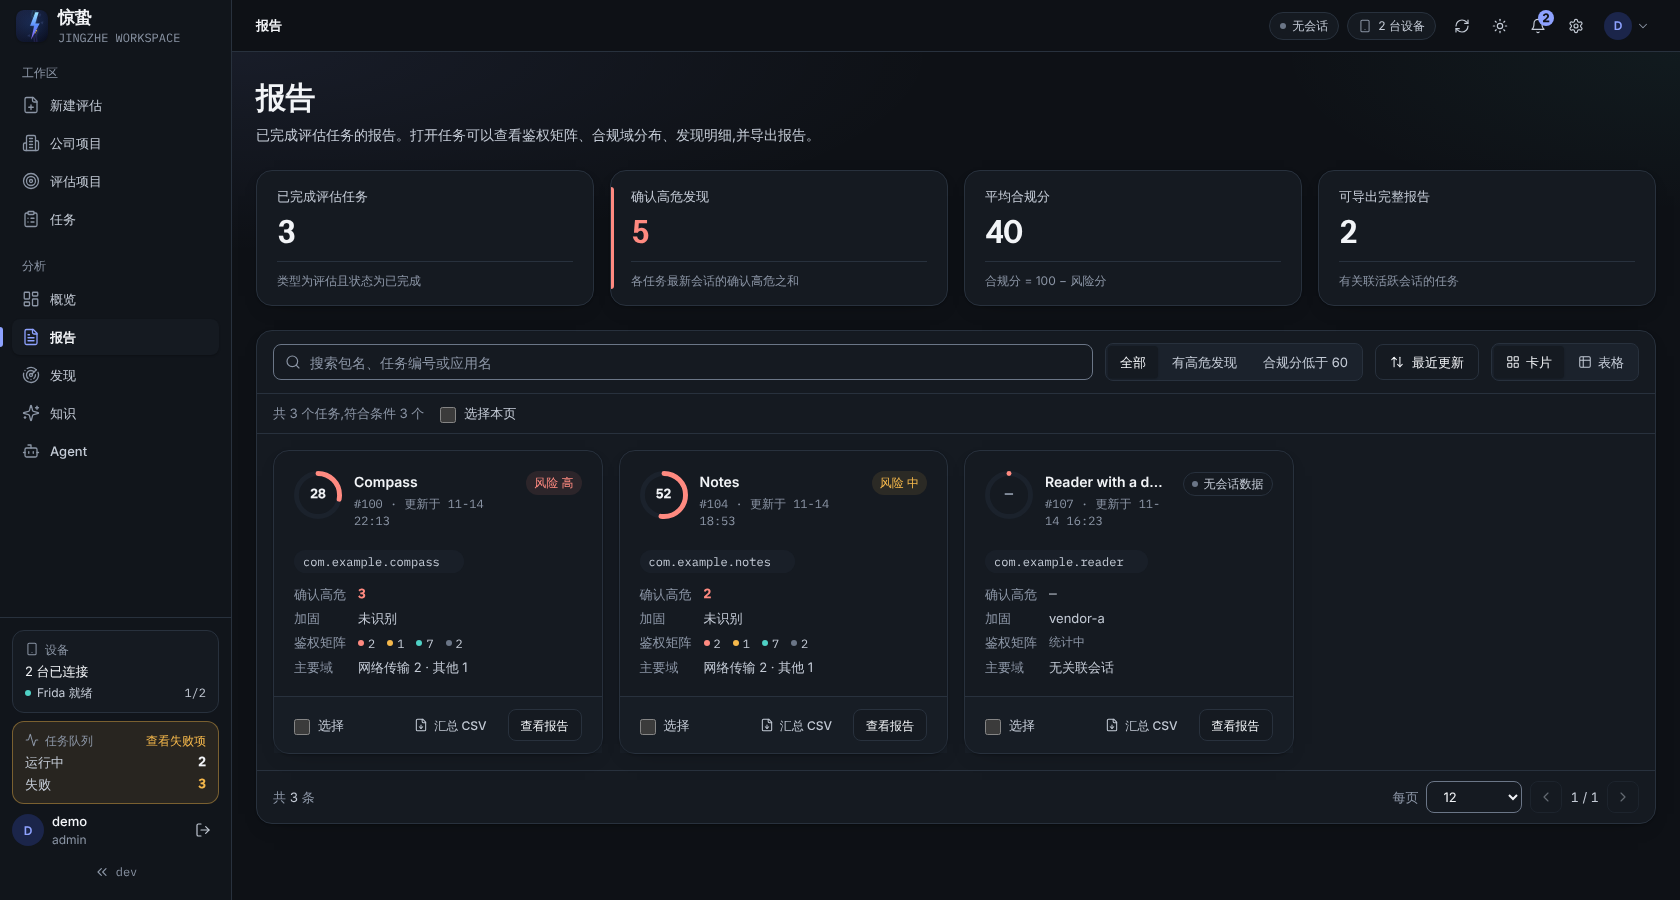 惊蛰
JINGZHE WORKSPACE
工作区
新建评估
公司项目
评估项目
任务
分析
概览
报告
发现
知识
Agent
设备
2 台已连接
Frida 就绪 1/2
任务队列 查看失败项
运行中 2
失败 3
D demo
admin
dev
报告
无会话 2 台设备 2 D
报告
已完成评估任务的报告。打开任务可以查看鉴权矩阵、合规域分布、发现明细,并导出报告。
已完成评估任务
3
类型为评估且状态为已完成
确认高危发现
5
各任务最新会话的确认高危之和
平均合规分
40
合规分 = 100 − 风险分
可导出完整报告
2
有关联活跃会话的任务
搜索包名、任务编号或应用名 全部 有高危发现 合规分低于 60 最近更新 卡片 表格
共 3 个任务,符合条件 3 个 选择本页
28 Compass 风险 高
#100 · 更新于 11-14
22:13
com.example.compass
确认高危 3
加固 未识别
鉴权矩阵 2 1 7 2
主要域 网络传输 2 · 其他 1
选择 汇总 CSV 查看报告
52 Notes 风险 中
#104 · 更新于 11-14
18:53
com.example.notes
确认高危 2
加固 未识别
鉴权矩阵 2 1 7 2
主要域 网络传输 2 · 其他 1
选择 汇总 CSV 查看报告
– Reader with a d... 无会话数据
#107 · 更新于 11-
14 16:23
com.example.reader
确认高危 –
加固 vendor-a
鉴权矩阵 统计中
主要域 无关联会话
选择 汇总 CSV 查看报告
共 3 条 每页 12 1 / 1